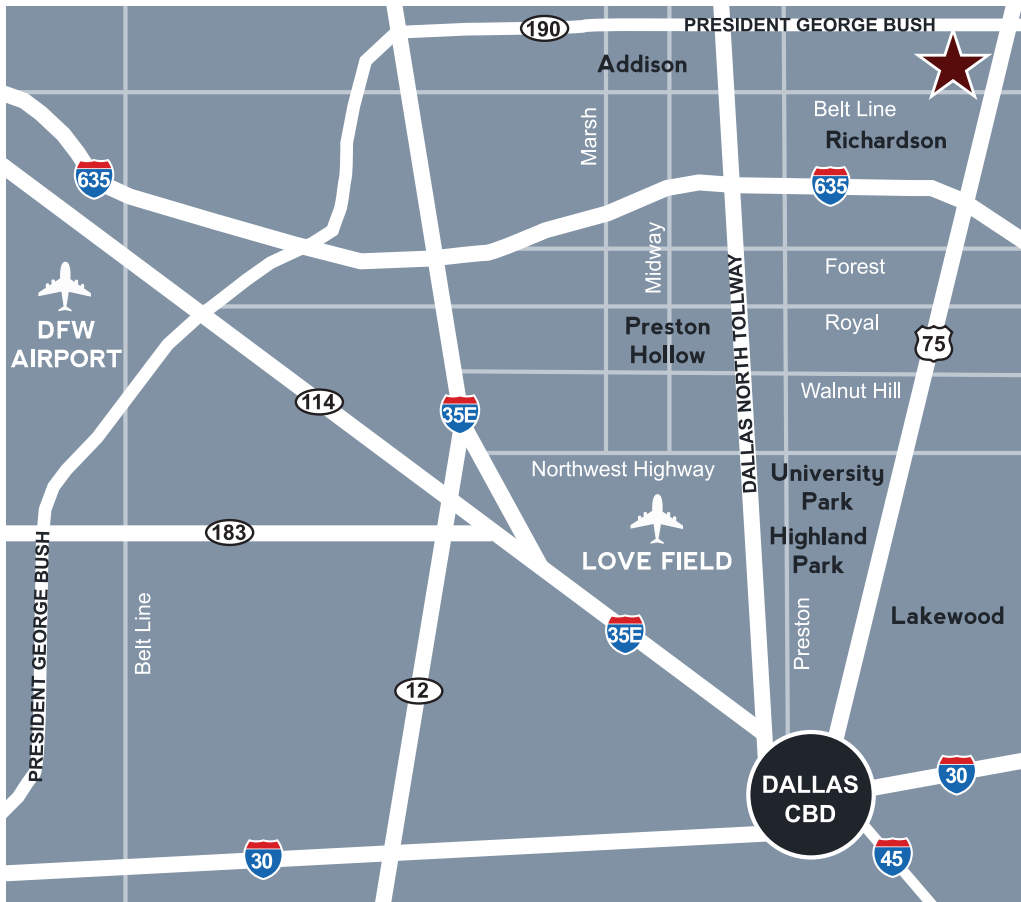 190
PRESIDENT GEORGE BUSH
Addison
Belt Line
Marsh
Richardson
635
635
Midway
Forest
DFW
AIRPORT
Royal
Preston
Hollow
75
DALLAS NORTH TOLLWAY
Walnut Hill
114
35E
Northwest Highway
University
Park
183
Highland
Park
LOVE FIELD
PRESIDENT GEORGE BUSH
Belt Line
Preston
Lakewood
35E
12
DALLAS
CBD
30
30
45